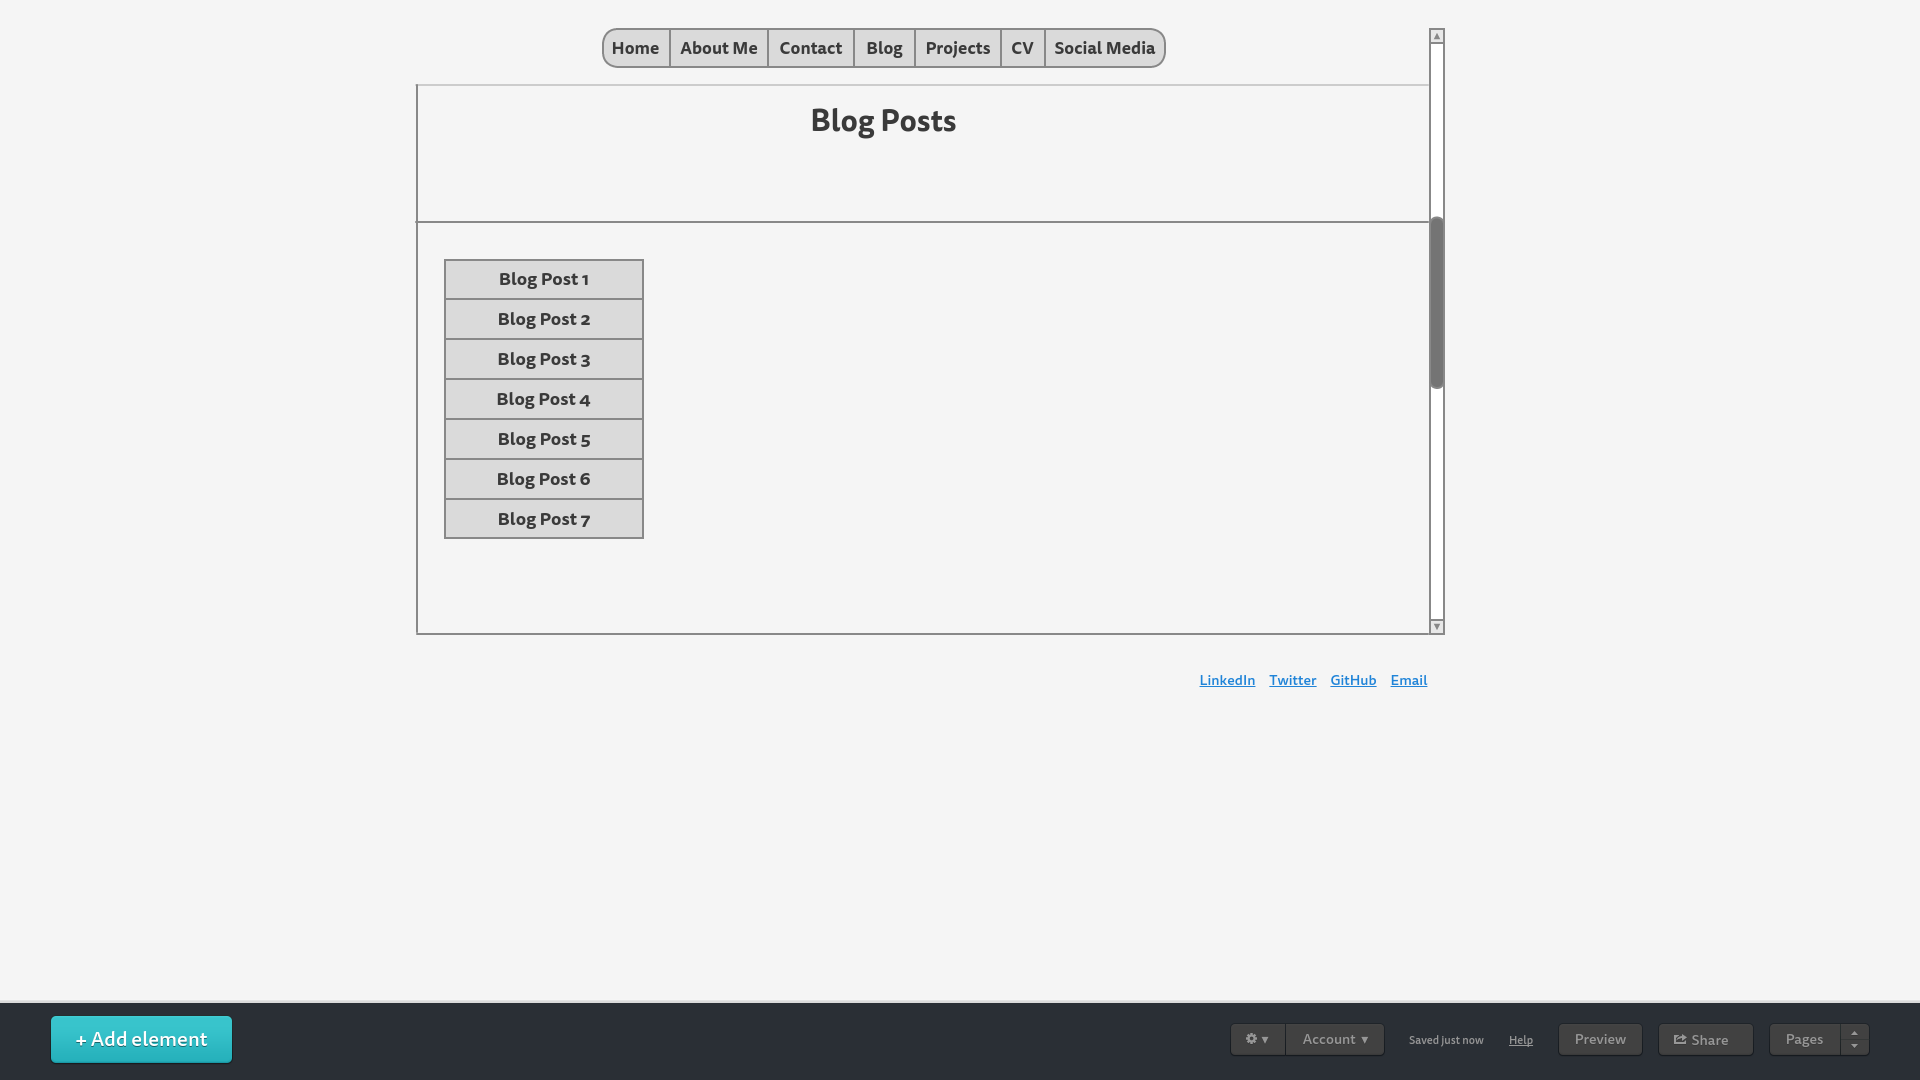 Home About Me Contact Blog Projects CV Social Media
Blog Posts
Blog Post 1
Blog Post 2
Blog Post 3
Blog Post 4
Blog Post 5
Blog Post 6
Blog Post 7
LinkedIn Twitter GitHub Email
+ Add element Account Saved just now Help Preview Share Pages